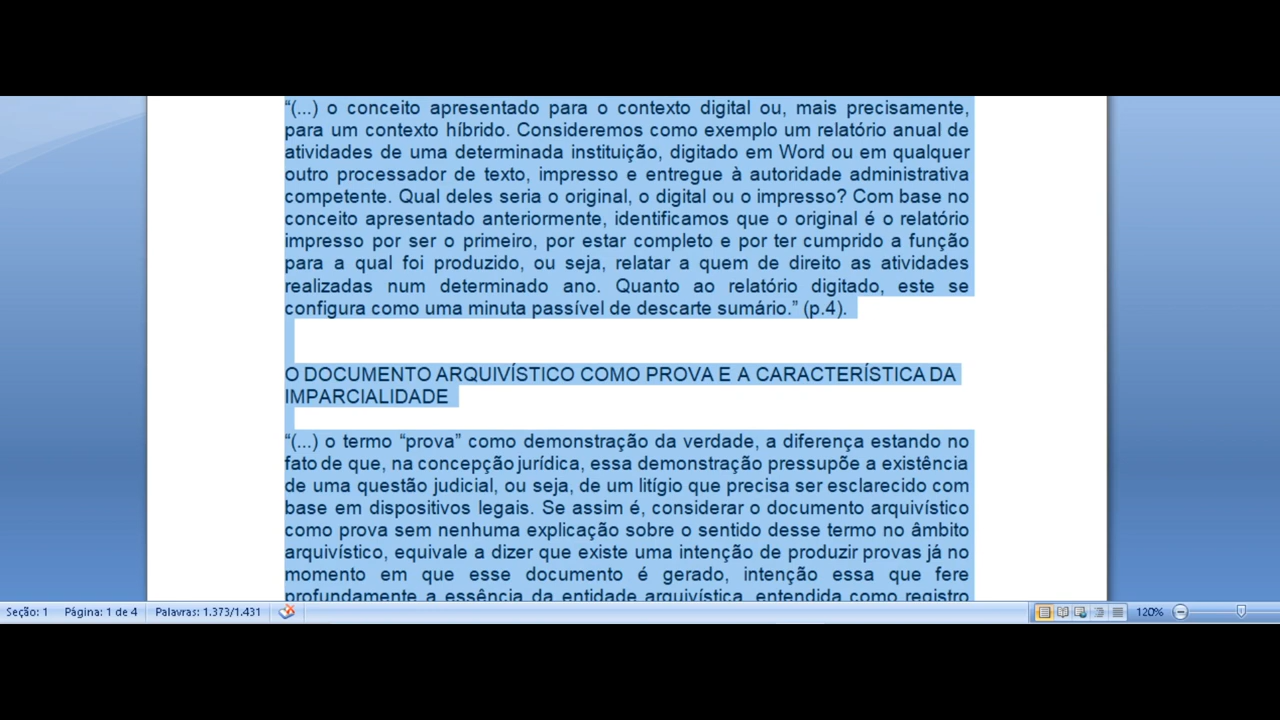 “(...) o conceito apresentado para o contexto digital ou, mais precisamente,
para um contexto híbrido. Consideremos como exemplo um relatório anual de
atividades de uma determinada instituição, digitado em Word ou em qualquer
outro processador de texto, impresso e entregue à autoridade administrativa
competente. Qual deles seria o original, o digital ou o impresso? Com base no
conceito apresentado anteriormente, identificamos que o original é o relatório
impresso por ser o primeiro, por estar completo e por ter cumprido a função
para a qual foi produzido, ou seja, relatar a quem de direito as atividades
realizadas num determinado ano. Quanto ao relatório digitado, este se
configura como uma minuta passível de descarte sumário.” (p.4).
O DOCUMENTO ARQUIVÍSTICO COMO PROVA E A CARACTERÍSTICA DA
IMPARCIALIDADE
“(...) o termo “prova” como demonstração da verdade, a diferença estando no
fato de que, na concepção jurídica, essa demonstração pressupõe a existência
de uma questão judicial, ou seja, de um litígio que precisa ser esclarecido com
base em dispositivos legais. Se assim é, considerar o documento arquivístico
como prova sem nenhuma explicação sobre o sentido desse termo no âmbito
arquivístico, equivale a dizer que existe uma intenção de produzir provas já no
momento em que esse documento é gerado, intenção essa que fere
profundamente a essência da entidade arquivística, entendida como registro
Seção: 1 Página: 1 de 4 Palavras: 1.373/1.431 120%